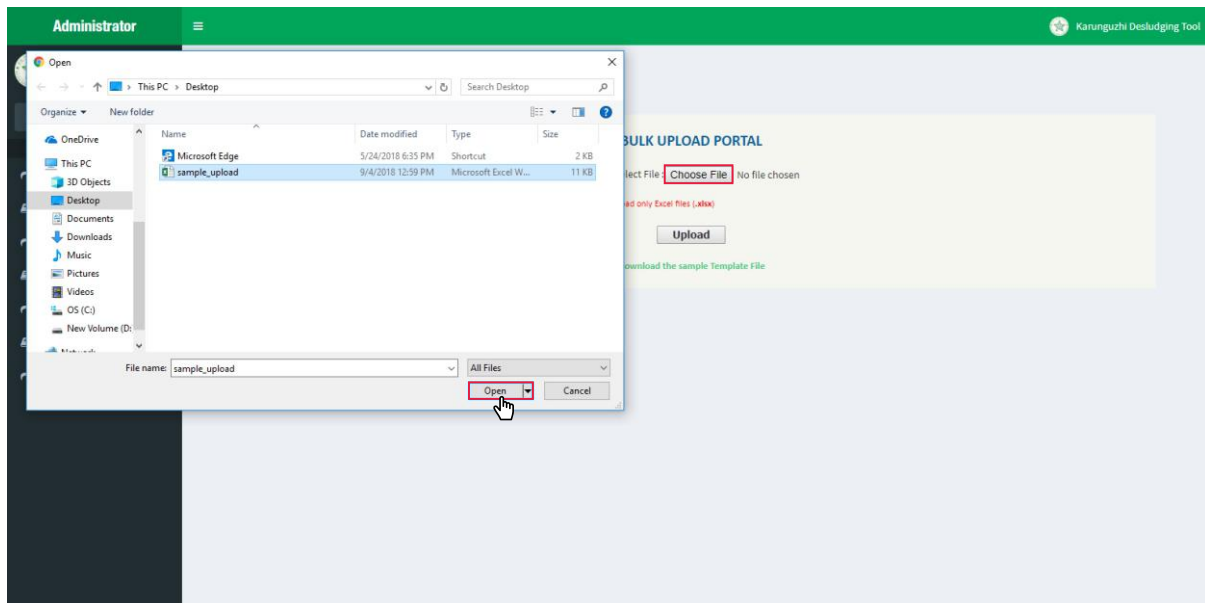 Administrator
Karunguzhi Desludging Tool
Open
This PC > Desktop
Search Desktop
Organize
New folder
OneDrive
This PC
3D Objects
Desktop
Documents
Downloads
Music
Pictures
Videos
OS (C:)
New Volume (D:
Name Date modified Type Size
Microsoft Edge 5/24/2018 6:35 PM Shortcut 2 KB
sample_upload 9/4/2018 12:59 PM Microsoft Excel W... 11 KB
File name: sample_upload
All Files
Open
Cancel
BULK UPLOAD PORTAL
lect File : Choose File No file chosen
ad only Excel files (.xlsx)
Upload
ownload the sample Template File